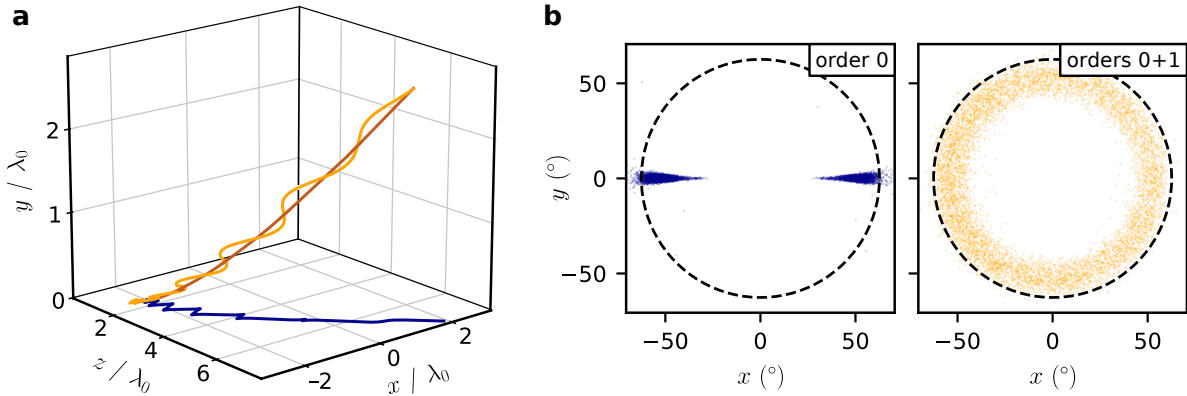 a
2
1
0
y / λ₀
2
4
6
z / λ₀
−2
0
2
x / λ₀
b
order 0
50
0
−50
y (°)
−50
0
50
x (°)
orders 0+1
−50
0
50
x (°)